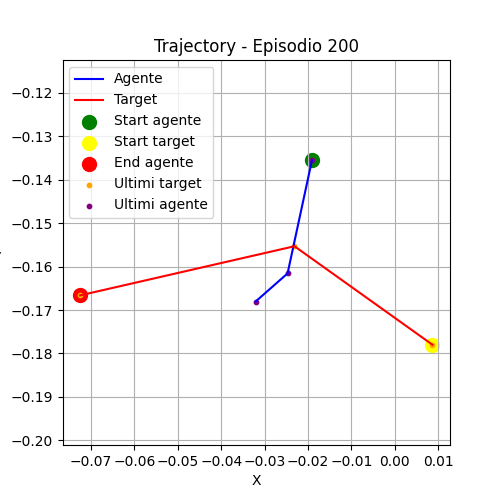 Trajectory - Episodio 200
Agente
Target
Start agente
Start target
End agente
Ultimi target
Ultimi agente
−0.12
−0.13
−0.14
−0.15
−0.16
−0.17
−0.18
−0.19
−0.20
−0.07 −0.06 −0.05 −0.04 −0.03 −0.02 −0.01 0.00 0.01
X